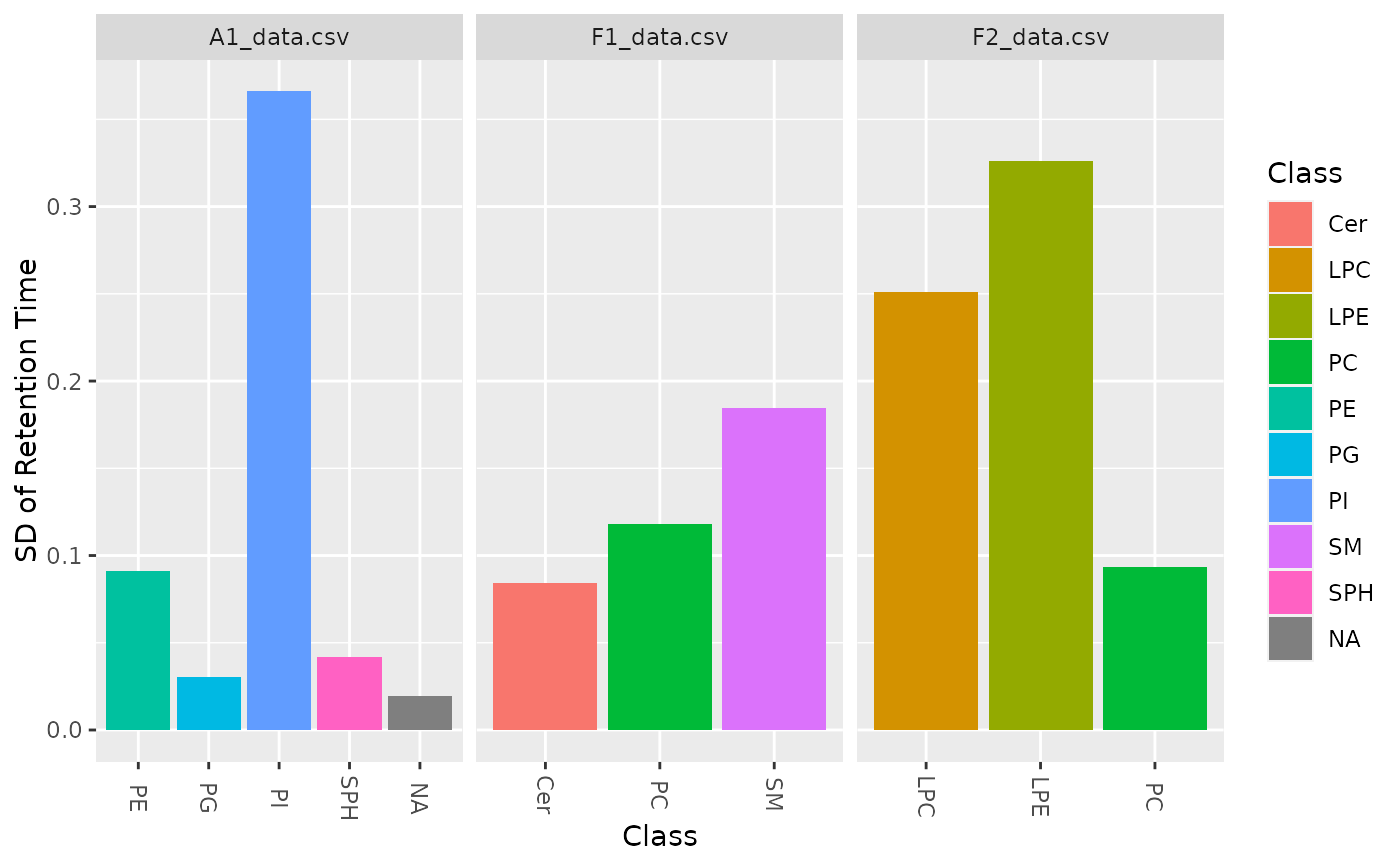 A1_data.csv F1_data.csv F2_data.csv
SD of Retention Time
0.3
0.2
0.1
0.0
PE PG PI SPH NA Cer PC SM LPC LPE PC
Class
Class
Cer
LPC
LPE
PC
PE
PG
PI
SM
SPH
NA